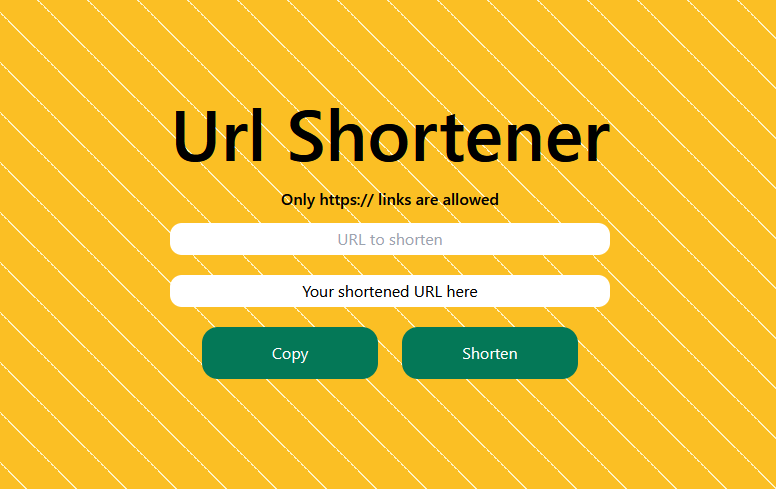 Url Shortener
Only https:// links are allowed
URL to shorten
Your shortened URL here
Copy
Shorten